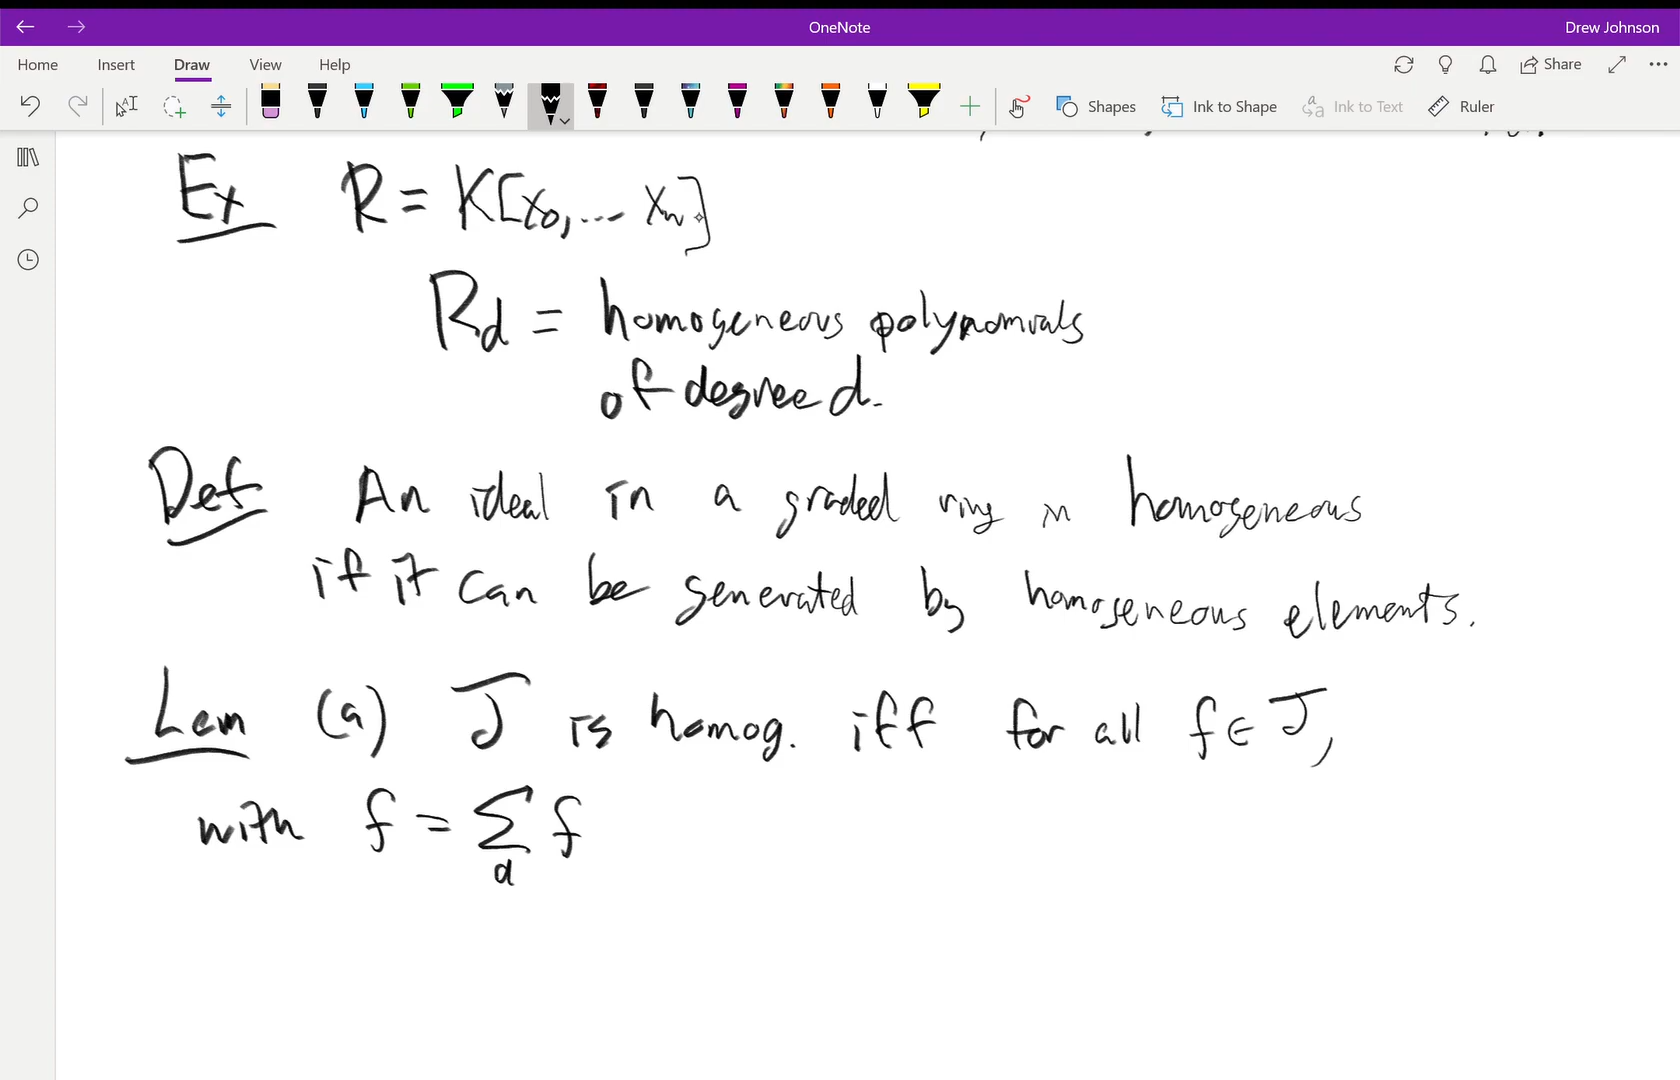 OneNote
Drew Johnson
Home Insert Draw View Help
Share
Shapes Ink to Shape Ink to Text Ruler
Ex R = K[x₀, ... xₙ]
R_d = homogeneous polynomials
of degree d.
Def An ideal in a graded ring is homogeneous
if it can be generated by homogeneous elements.
Lem (a) J is homog. iff for all f ∈ J,
with f = Σ_d f